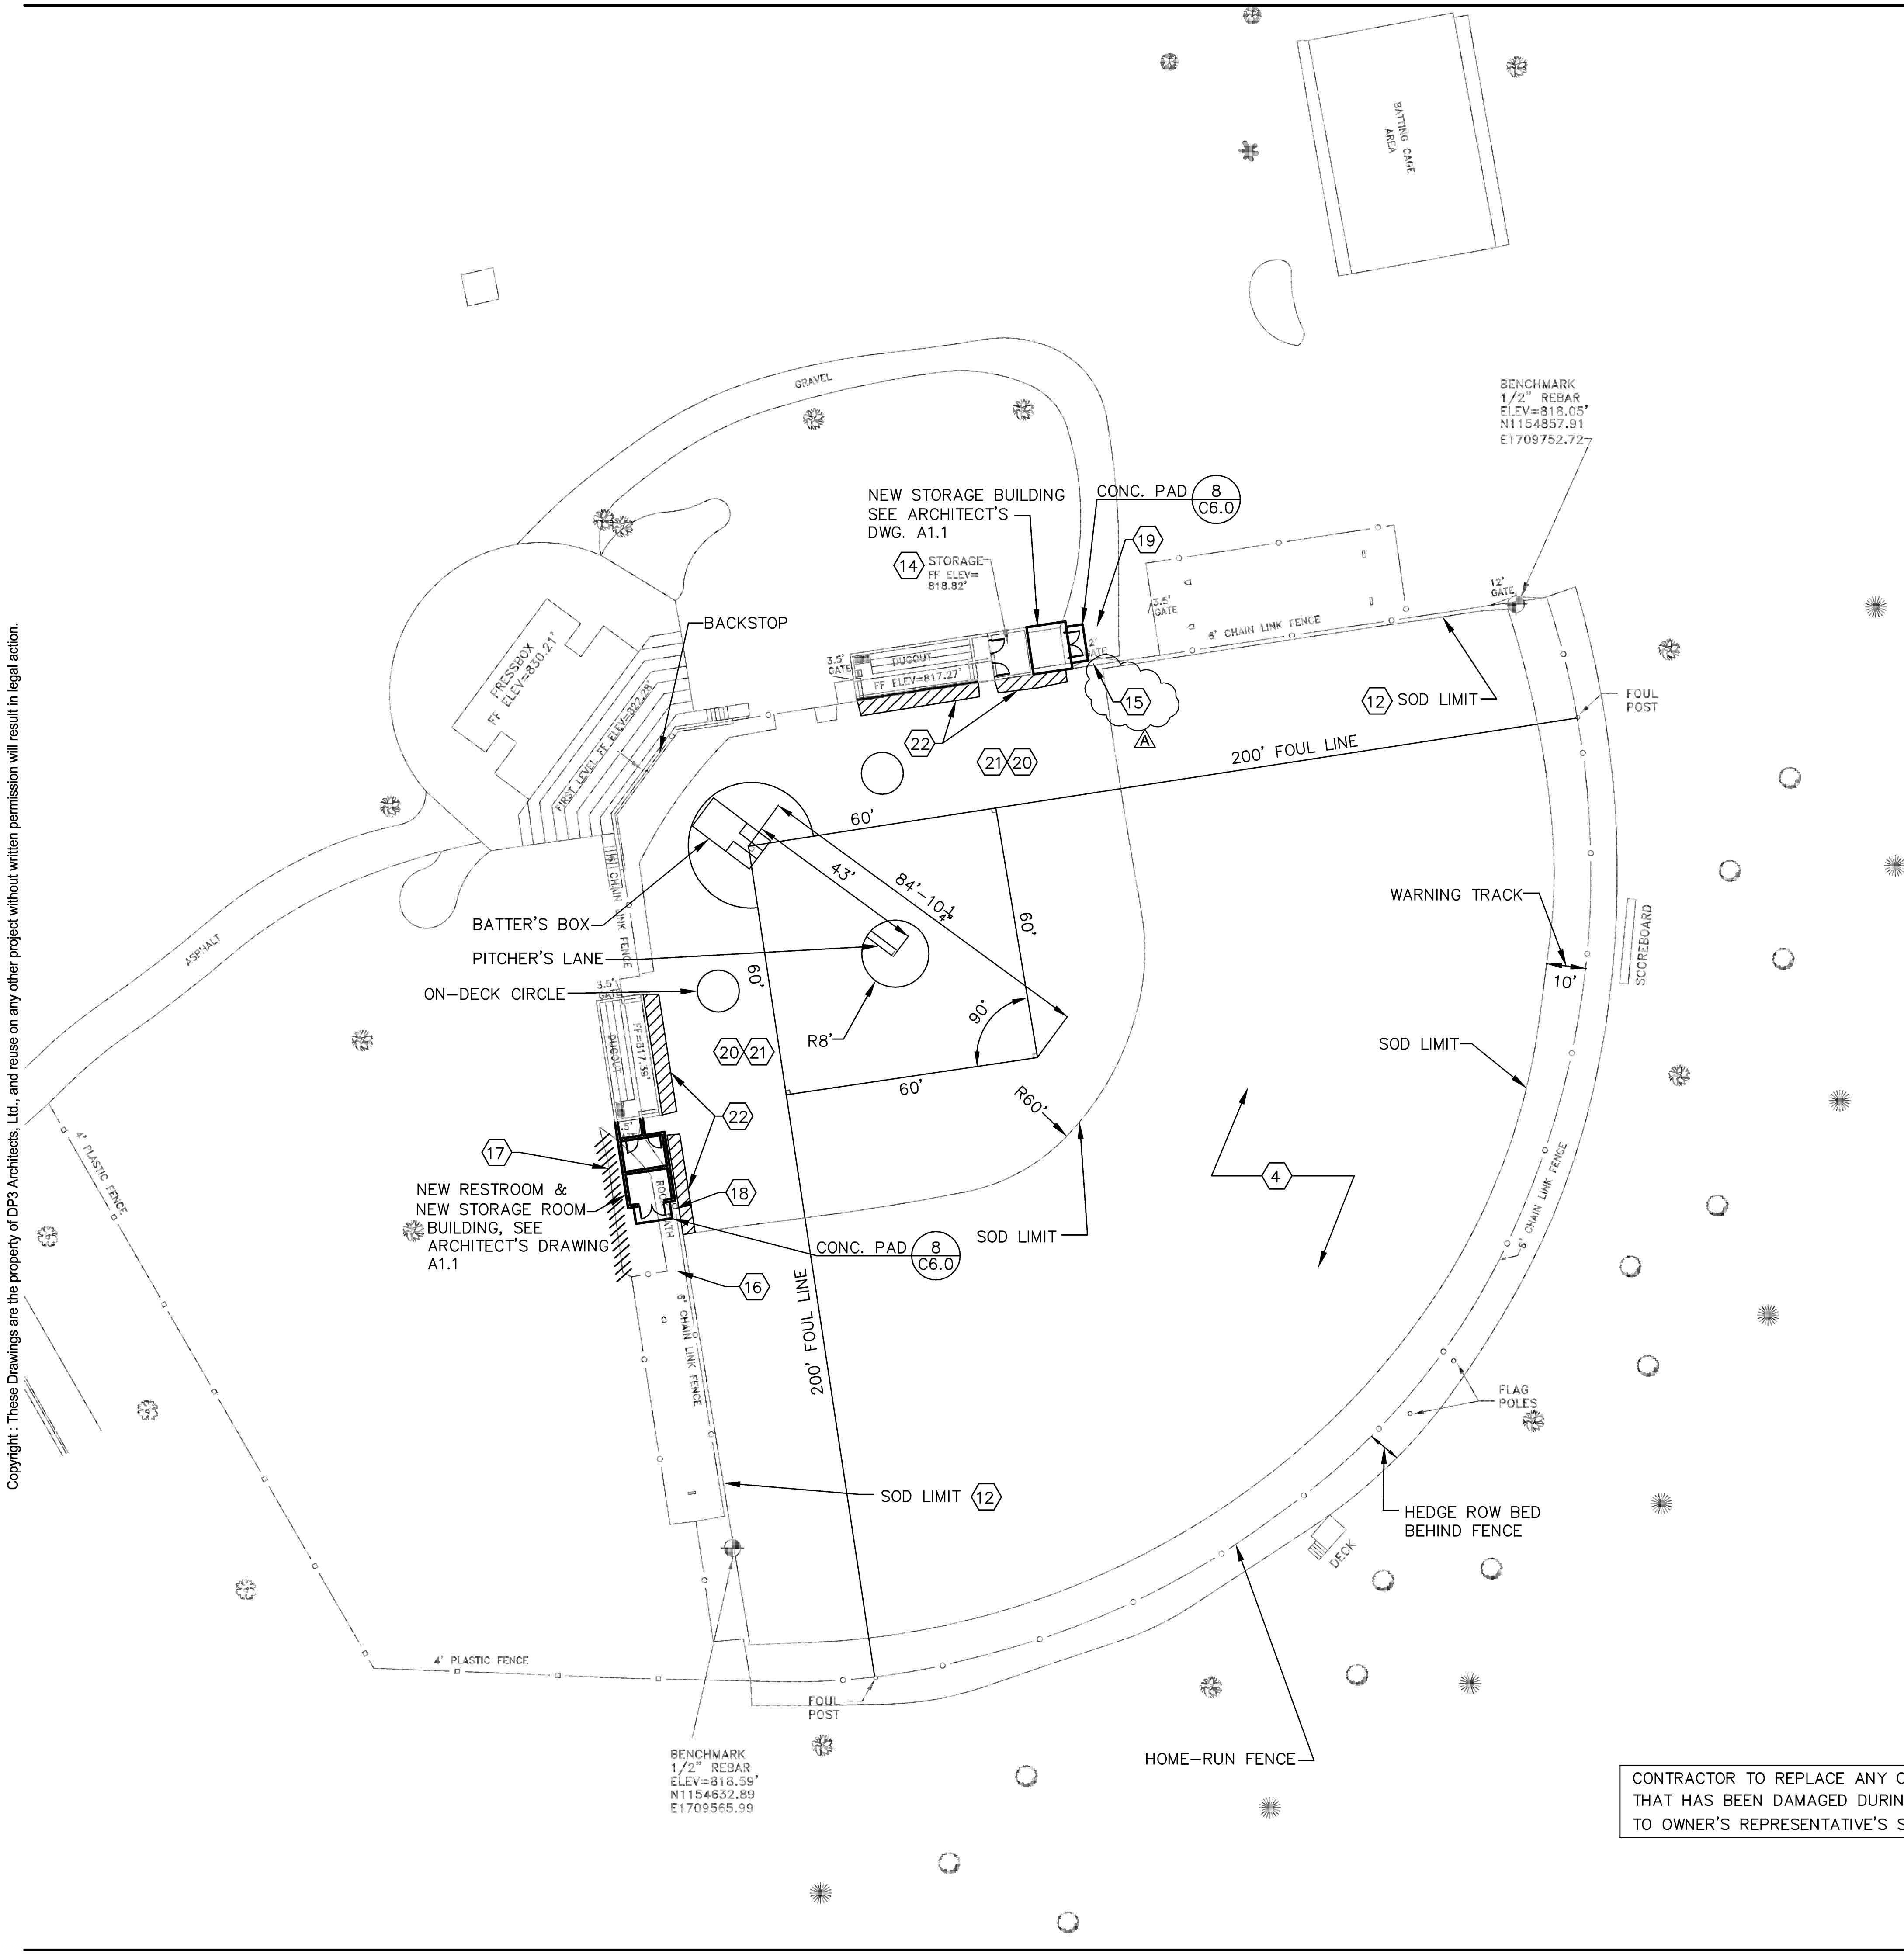 Copyright : These Drawings are the property of DP3 Architects, Ltd., and reuse on any other project without written permission will result in legal action.
BATTING CAGE
AREA
GRAVEL
BENCHMARK
1/2" REBAR
ELEV=818.05'
N1154857.91
E1709752.72
NEW STORAGE BUILDING
SEE ARCHITECT'S
DWG. A1.1
CONC. PAD
8
C6.0
19
14
STORAGE
FF ELEV=
818.82'
12'
GATE
3.5'
GATE
6' CHAIN LINK FENCE
BACKSTOP
PRESSBOX
FF ELEV=830.21'
FIRST LEVEL FF ELEV=822.28'
3.5'
GATE
DUGOUT
FF ELEV=817.27'
GATE
15
A
22
21
20
12
SOD LIMIT
FOUL
POST
200' FOUL LINE
60'
43'
84'-10 1/4"
60'
6' CHAIN LINK FENCE
BATTER'S BOX
PITCHER'S LANE
ON-DECK CIRCLE
60'
WARNING TRACK
SCOREBOARD
10'
ASPHALT
3.5'
GATE
DUGOUT
FF=817.39'
20
21
R8'
90°
60'
R60'
SOD LIMIT
22
17
4' PLASTIC FENCE
NEW RESTROOM &
NEW STORAGE ROOM
BUILDING, SEE
ARCHITECT'S DRAWING
A1.1
18
4
6' CHAIN LINK FENCE
SOD LIMIT
CONC. PAD
8
C6.0
16
200' FOUL LINE
6' CHAIN LINK FENCE
FLAG
POLES
SOD LIMIT
12
HEDGE ROW BED
BEHIND FENCE
DECK
4' PLASTIC FENCE
FOUL
POST
BENCHMARK
1/2" REBAR
ELEV=818.59'
N1154632.89
E1709565.99
HOME-RUN FENCE
CONTRACTOR TO REPLACE ANY
THAT HAS BEEN DAMAGED
TO OWNER'S REPRESENTATIVE'S